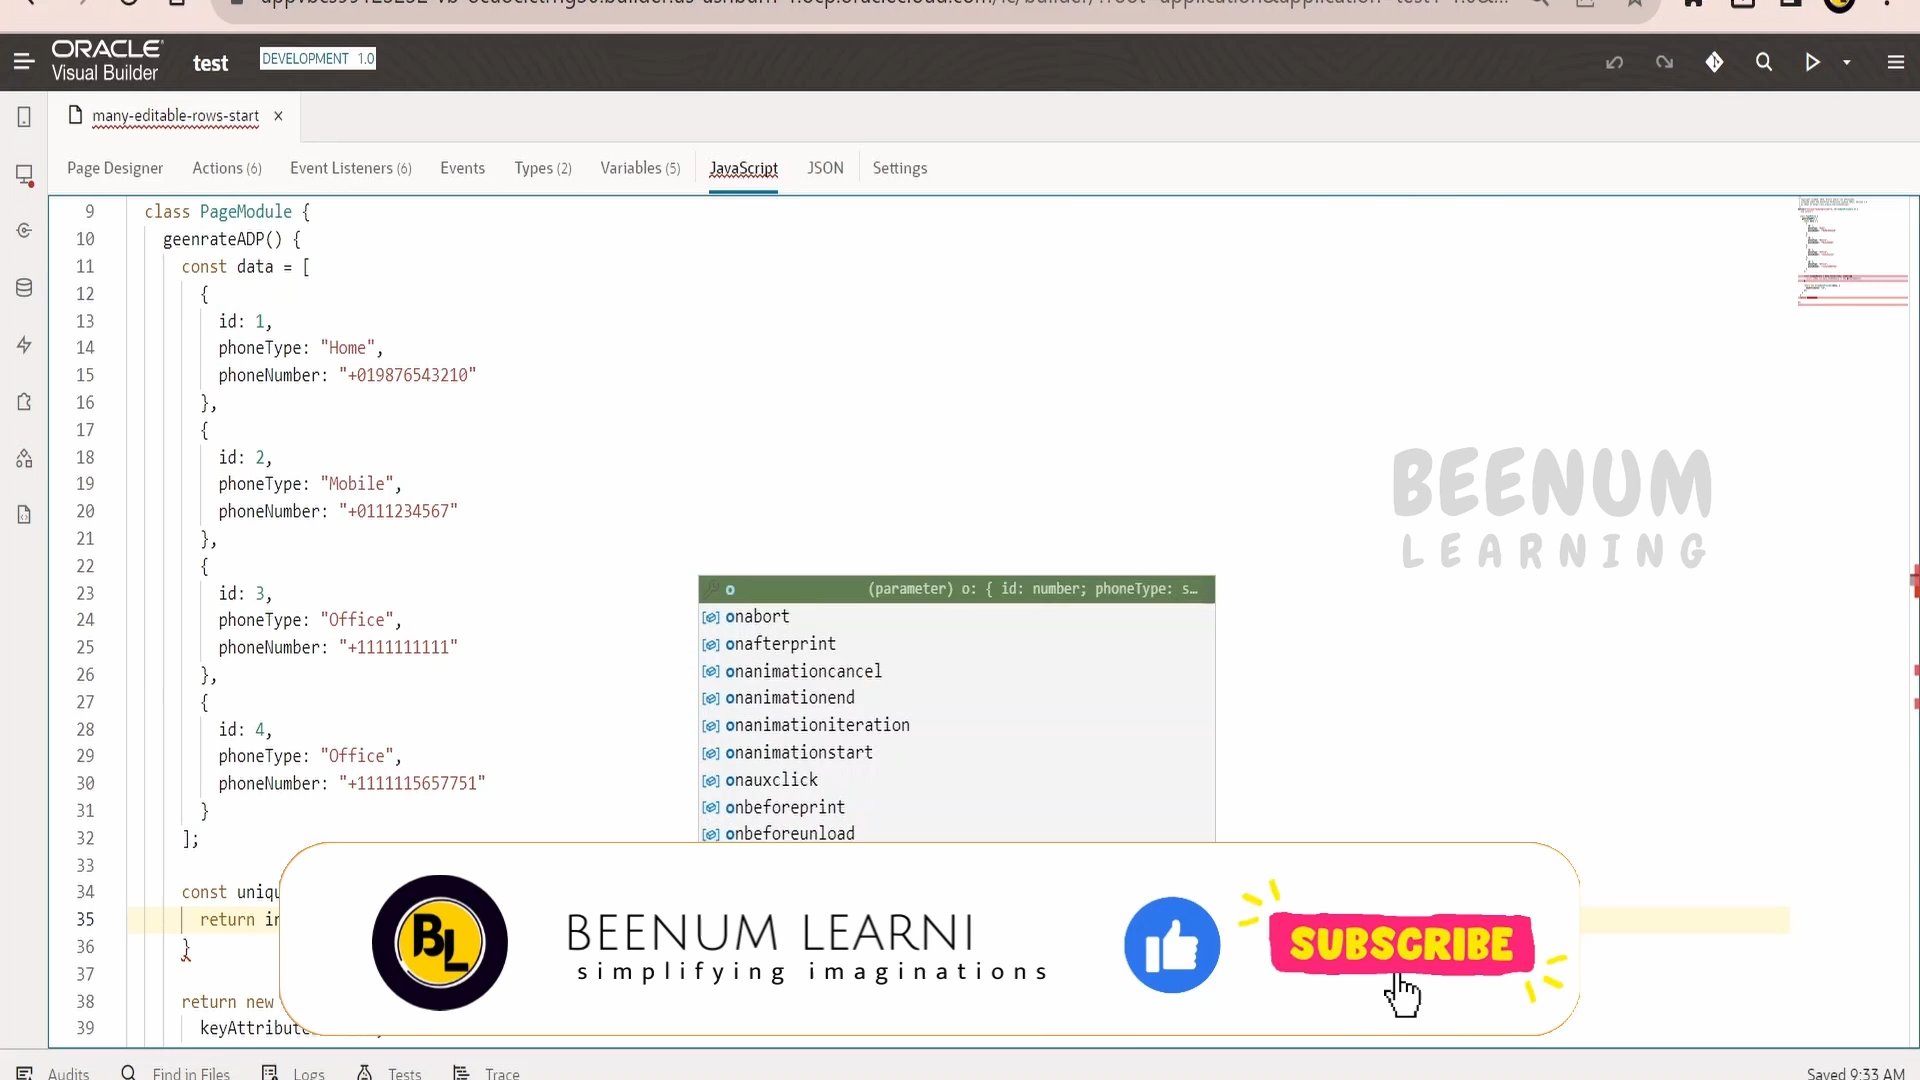 ORACLE
Visual Builder
test
DEVELOPMENT 1.0
many-editable-rows-start
Page Designer
Actions (6)
Event Listeners (6)
Events
Types (2)
Variables (5)
JavaScript
JSON
Settings
9 class PageModule {
10 geenrateADP() {
11 const data = [
12 {
13 id: 1,
14 phoneType: "Home",
15 phoneNumber: "+019876543210"
16 },
17 {
18 id: 2,
19 phoneType: "Mobile",
20 phoneNumber: "+0111234567"
21 },
22 {
23 id: 3,
24 phoneType: "Office",
25 phoneNumber: "+1111111111"
26 },
27 {
28 id: 4,
29 phoneType: "Office",
30 phoneNumber: "+1111115657751"
31 }
32 ];
33
34 const uniqu
35 return in
36 }
37
38 return new
39 keyAttribut
o (parameter) o: { id: number; phoneType: s…
onabort
onafterprint
onanimationcancel
onanimationend
onanimationiteration
onanimationstart
onauxclick
onbeforeprint
onbeforeunload
BEENUM
LEARNING
BL
BEENUM LEARNI
simplifying imaginations
SUBSCRIBE
Audits
Find in Files
Logs
Tests
Trace
Saved 9:33 AM